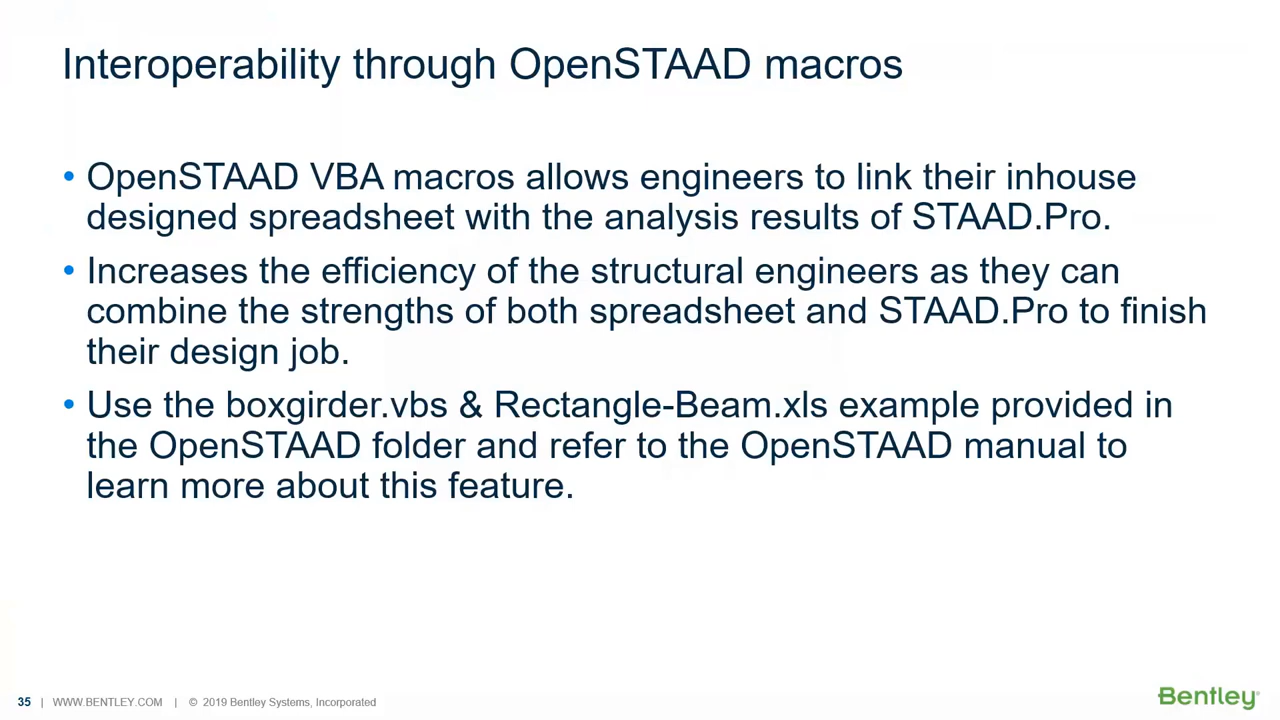 Interoperability through OpenSTAAD macros
• OpenSTAAD VBA macros allows engineers to link their inhouse
designed spreadsheet with the analysis results of STAAD.Pro.
• Increases the efficiency of the structural engineers as they can
combine the strengths of both spreadsheet and STAAD.Pro to finish
their design job.
• Use the boxgirder.vbs & Rectangle-Beam.xls example provided in
the OpenSTAAD folder and refer to the OpenSTAAD manual to
learn more about this feature.
35 | WWW.BENTLEY.COM | © 2019 Bentley Systems, Incorporated
Bentley